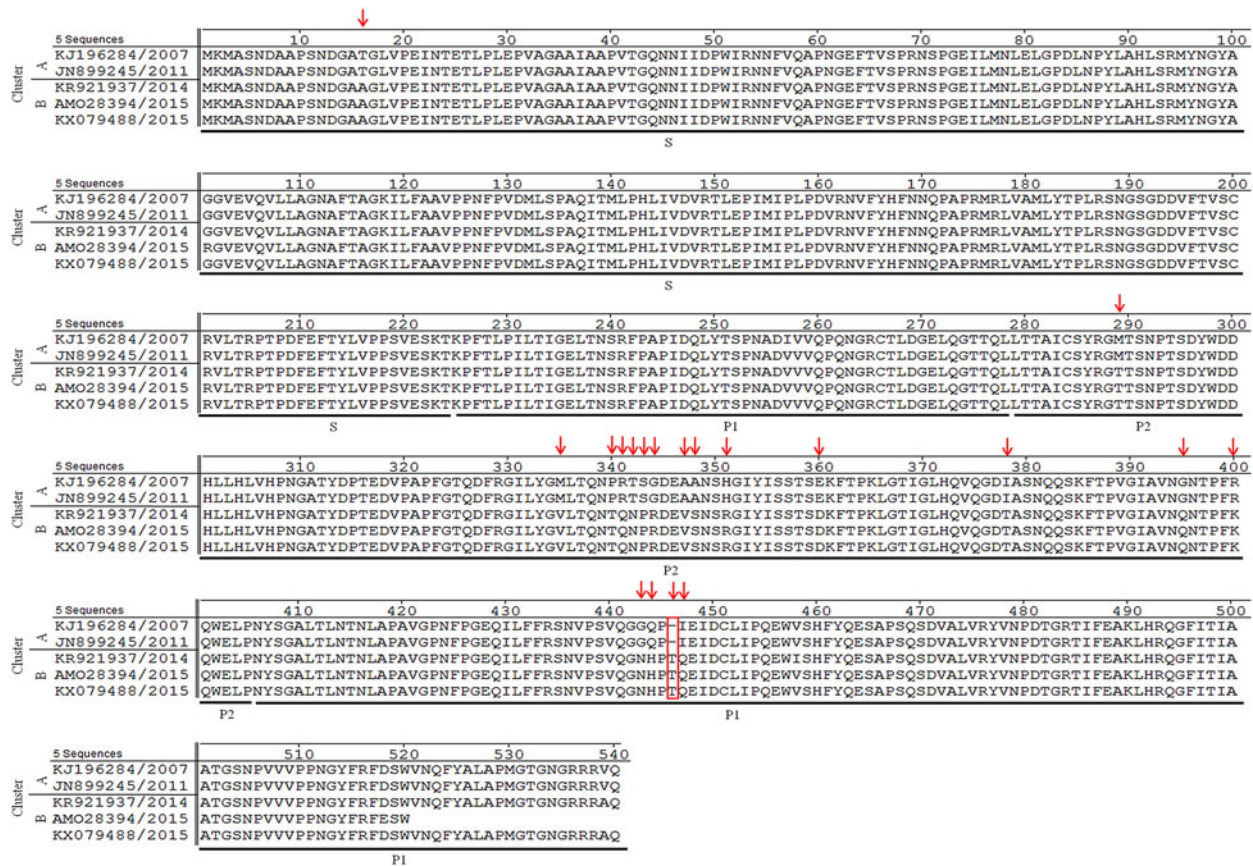 5 Sequences 10 20 30 40 50 60 70 80 90 100
Cluster A B
KJ196284/2007 MKMASNDAAPSNDGATGLVPEINTETLPLEPVAGAAIAAPVTGQNNIIDPWIRNNFVQAPNGEFTVSPRNSPGEILMNLELGPDLNPYLAHLSRMYNGYA
JN899245/2011 MKMASNDAAPSNDGATGLVPEINTETLPLEPVAGAAIAAPVTGQNNIIDPWIRNNFVQAPNGEFTVSPRNSPGEILMNLELGPDLNPYLAHLSRMYNGYA
KR921937/2014 MKMASNDAAPSNDGAAGLVPEINTETLPLEPVAGAAIAAPVTGQNNIIDPWIRNNFVQAPNGEFTVSPRNSPGEILMNLELGPDLNPYLAHLSRMYNGYA
AMO28394/2015 MKMASNDAAPSNDGAAGLVPEINTETLPLEPVAGAAIAAPVTGQNNIIDPWIRNNFVQAPNGEFTVSPRNSPGEILMNLELGPDLNPYLAHLSRMYNGYA
KX079488/2015 MKMASNDAAPSNDGAAGLVPEINTETLPLEPVAGAAIAAPVTGQNNIIDPWIRNNFVQAPNGEFTVSPRNSPGEILMNLELGPDLNPYLAHLSRMYNGYA
S
5 Sequences 110 120 130 140 150 160 170 180 190 200
Cluster A B
KJ196284/2007 GGVEVQVLLAGNAFTAGKILFAAVPPNFPVDMLSPAQITMLPHLIVDVRTLEPIMIPLPDVRNVFYHFNNQPAPRMRLVAMLYTPLRSNGSGDDVFTVSC
JN899245/2011 GGVEVQVLLAGNAFTAGKILFAAVPPNFPVDMLSPAQITMLPHLIVDVRTLEPIMIPLPDVRNVFYHFNNQPAPRMRLVAMLYTPLRSNGSGDDVFTVSC
KR921937/2014 GGVEVQVLLAGNAFTAGKILFAAVPPNFPVDMLSPAQITMLPHLIVDVRTLEPIMIPLPDVRNVFYHFNNQPAPRMRLVAMLYTPLRSNGSGDDVFTVSC
AMO28394/2015 RGVEVQVLLAGNAFTAGKILFAAVPPNFPVDMLSPAQITMLPHLIVDVRTLEPIMIPLPDVRNVFYHFNNQPAPRMRLVAMLYTPLRSNGSGDDVFTVSC
KX079488/2015 GGVEVQVLLAGNAFTAGKILFAAVPPNFPVDMLSPAQITMLPHLIVDVRTLEPIMIPLPDVRNVFYHFNNQPAPRMRLVAMLYTPLRSNGSGDDVFTVSC
S
5 Sequences 210 220 230 240 250 260 270 280 290 300
Cluster A B
KJ196284/2007 RVLTRPTPDFEFTYLVPPSVESKTKPFTLPILTIGELTNSRFPAPIDQLYTSPNADIVVQPQNGRCTLDGELQGTTQLLTTAICSYRGMTSNPTSDYWDD
JN899245/2011 RVLTRPTPDFEFTYLVPPSVESKTKPFTLPILTIGELTNSRFPAPIDQLYTSPNADIVVQPQNGRCTLDGELQGTTQLLTTAICSYRGMTSNPTSDYWDD
KR921937/2014 RVLTRPTPDFEFTYLVPPSVESKTKPFTLPILTIGELTNSRFPAPIDQLYTSPNADVVVQPQNGRCTLDGELQGTTQLLTTAICSYRGTTSNPTSDYWDD
AMO28394/2015 RVLTRPTPDFEFTYLVPPSVESKTKPFTLPILTIGELTNSRFPAPIDQLYTSPNADVVVQPQNGRCTLDGELQGTTQLLTTAICSYRGTTSNPTSDYWDD
KX079488/2015 RVLTRPTPDFEFTYLVPPSVESKTKPFTLPILTIGELTNSRFPAPIDQLYTSPNADVVVQPQNGRCTLDGELQGTTQLLTTAICSYRGTTSNPTSDYWDD
S P1 P2
5 Sequences 310 320 330 340 350 360 370 380 390 400
Cluster A B
KJ196284/2007 HLLHLVHPNGATYDPTEDVPAPFGTQDFRGILYGMLTQNPRTSGDEAANSHGIYISSTSEKFTPKLGTIGLHQVQGDIASNQQSKFTPVGIAVNGNTPFR
JN899245/2011 HLLHLVHPNGATYDPTEDVPAPFGTQDFRGILYGMLTQNPRTSGDEAANSHGIYISSTSEKFTPKLGTIGLHQVQGDIASNQQSKFTPVGIAVNGNTPFR
KR921937/2014 HLLHLVHPNGATYDPTEDVPAPFGTQDFRGILYGVLTQNTQNPRDEVSNSRGIYISSTSDKFTPKLGTIGLHQVQGDTASNQQSKFTPVGIAVNQNTPFK
AMO28394/2015 HLLHLVHPNGATYDPTEDVPAPFGTQDFRGILYGVLTQNTQNPRDEVSNSRGIYISSTSDKFTPKLGTIGLHQVQGDTASNQQSKFTPVGIAVNQNTPFK
KX079488/2015 HLLHLVHPNGATYDPTEDVPAPFGTQDFRGILYGVLTQNTQNPRDEVSNSRGIYISSTSDKFTPKLGTIGLHQVQGDTASNQQSKFTPVGIAVNQNTPFK
P2
5 Sequences 410 420 430 440 450 460 470 480 490 500
Cluster A B
KJ196284/2007 QWELPNYSGALTLNTNLAPAVGPNFPGEQILFFRSNVPSVQGGQP-IEIDCLIPQEWVSHFYQESAPSQSDVALVRYVNPDTGRTIFEAKLHRQGFITIA
JN899245/2011 QWELPNYSGALTLNTNLAPAVGPNFPGEQILFFRSNVPSVQGGQP-IEIDCLIPQEWVSHFYQESAPSQSDVALVRYVNPDTGRTIFEAKLHRQGFITIA
KR921937/2014 QWELPNYSGALTLNTNLAPAVGPNFPGEQILFFRSNVPSVQGNHPTQEIDCLIPQEWISHFYQESAPSQSDVALVRYVNPDTGRTIFEAKLHRQGFITIA
AMO28394/2015 QWELPNYSGALTLNTNLAPAVGPNFPGEQILFFRSNVPSVQGNHPTQEIDCLIPQEWVSHFYQESAPSQSDVALVRYVNPDTGRTIFEAKLHRQGFITIA
KX079488/2015 QWELPNYSGALTLNTNLAPAVGPNFPGEQILFFRSNVPSVQGNHPTQEIDCLIPQEWVSHFYQESAPSQSDVALVRYVNPDTGRTIFEAKLHRQGFITIA
P2 P1
5 Sequences 510 520 530 540
Cluster A B
KJ196284/2007 ATGSNPVVVPPNGYFRFDSWVNQFYALAPMGTGNGRRRVQ
JN899245/2011 ATGSNPVVVPPNGYFRFDSWVNQFYALAPMGTGNGRRRVQ
KR921937/2014 ATGSNPVVVPPNGYFRFDSWVNQFYALAPMGTGNGRRRAQ
AMO28394/2015 ATGSNPVVVPPNGYFRFESW
KX079488/2015 ATGSNPVVVPPNGYFRFDSWVNQFYALAPMGTGNGRRRAQ
P1